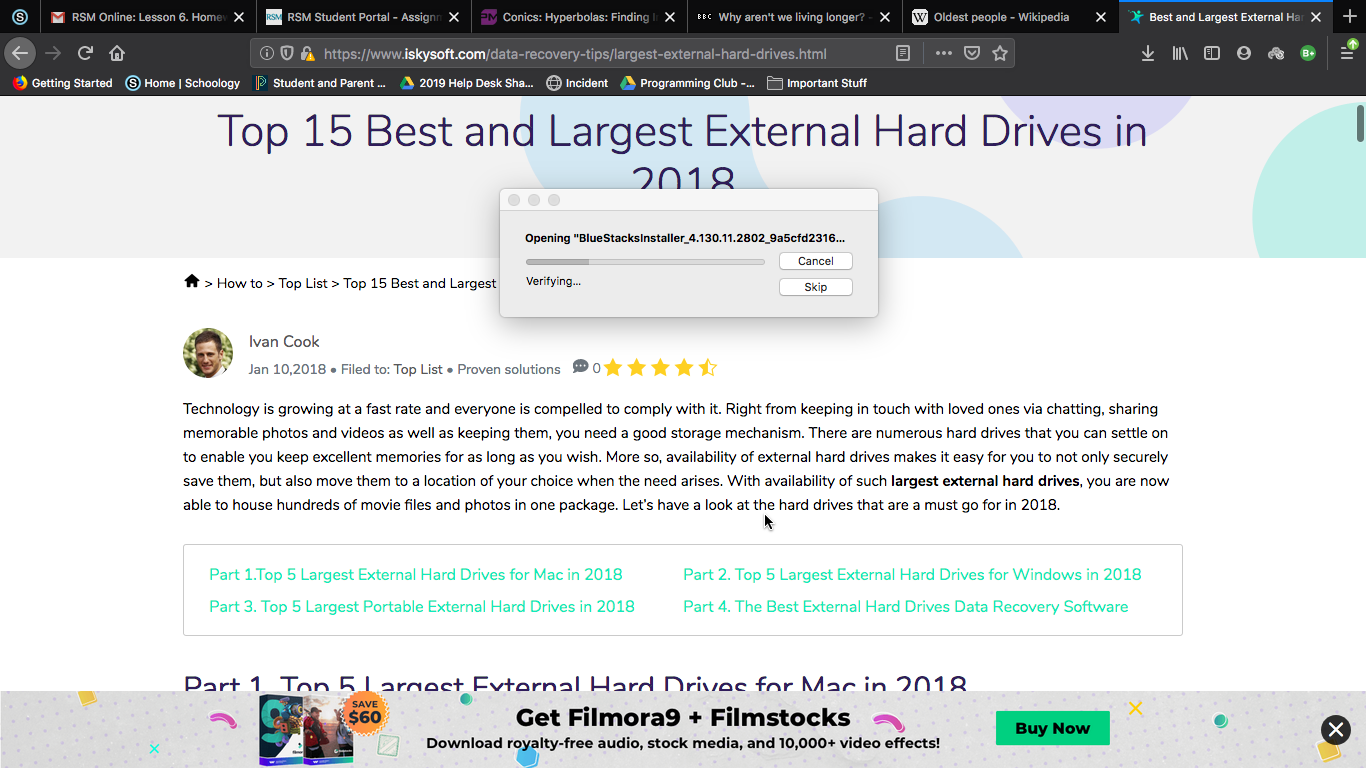 RSM Online: Lesson 6. Home
RSM Student Portal - Assignm
Conics: Hyperbolas: Finding
BBC Why aren't we living longer? -
Oldest people - Wikipedia
Best and Largest External Har
https://www.iskysoft.com/data-recovery-tips/largest-external-hard-drives.html
Getting Started
Home | Schoology
Student and Parent ...
2019 Help Desk Sha...
Incident
Programming Club -...
Important Stuff
Top 15 Best and Largest External Hard Drives in
2018
Opening "BlueStacksInstaller_4.130.11.2802_9a5cfd2316...
Cancel
Verifying...
Skip
> How to > Top List > Top 15 Best and Largest
Ivan Cook
Jan 10,2018 • Filed to: Top List • Proven solutions 0
Technology is growing at a fast rate and everyone is compelled to comply with it. Right from keeping in touch with loved ones via chatting, sharing
memorable photos and videos as well as keeping them, you need a good storage mechanism. There are numerous hard drives that you can settle on
to enable you keep excellent memories for as long as you wish. More so, availability of external hard drives makes it easy for you to not only securely
save them, but also move them to a location of your choice when the need arises. With availability of such largest external hard drives, you are now
able to house hundreds of movie files and photos in one package. Let's have a look at the hard drives that are a must go for in 2018.
Part 1.Top 5 Largest External Hard Drives for Mac in 2018
Part 2. Top 5 Largest External Hard Drives for Windows in 2018
Part 3. Top 5 Largest Portable External Hard Drives in 2018
Part 4. The Best External Hard Drives Data Recovery Software
Part 1. Top 5 Largest External Hard Drives for Mac in 2018
SAVE
$60
Get Filmora9 + Filmstocks
Download royalty-free audio, stock media, and 10,000+ video effects!
Buy Now